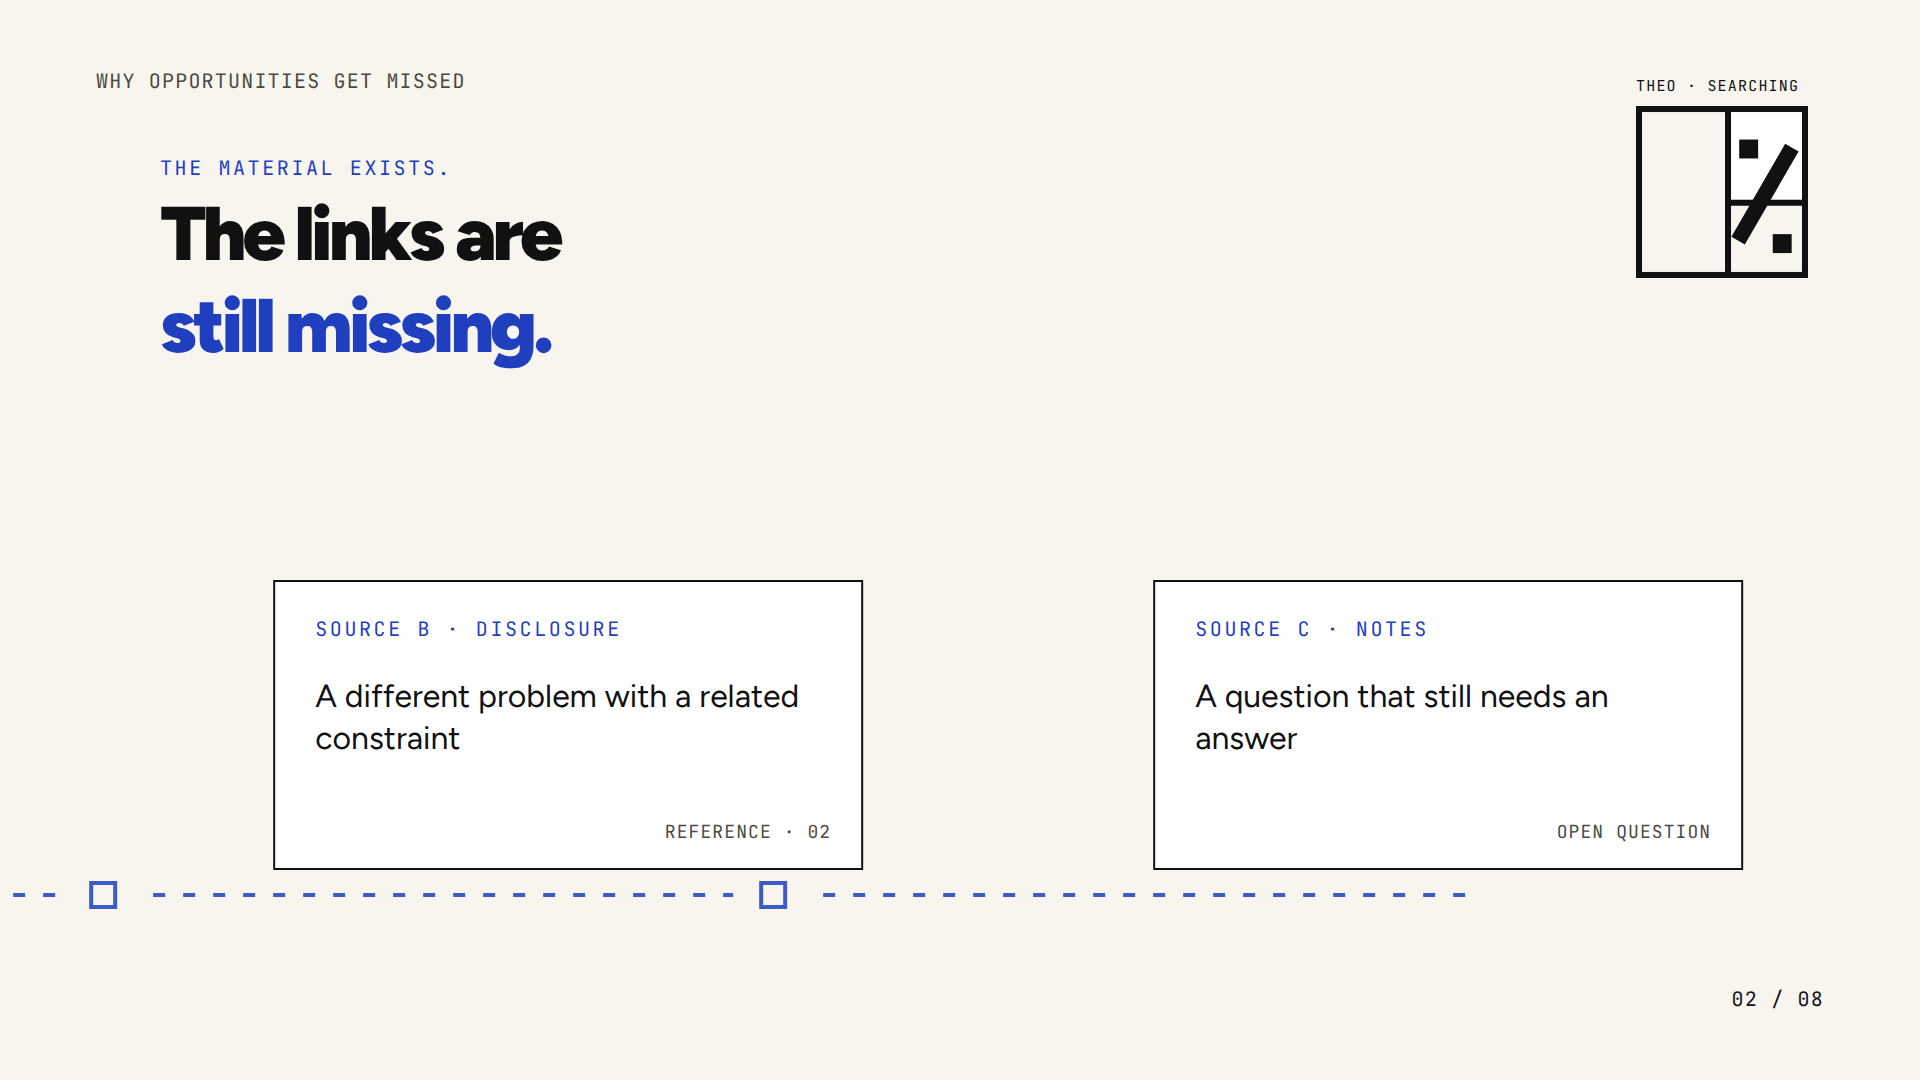 WHY OPPORTUNITIES GET MISSED
THEO · SEARCHING
THE MATERIAL EXISTS.
The links are
still missing.
SOURCE B · DISCLOSURE
A different problem with a related
constraint
REFERENCE · 02
SOURCE C · NOTES
A question that still needs an
answer
OPEN QUESTION
02 / 08